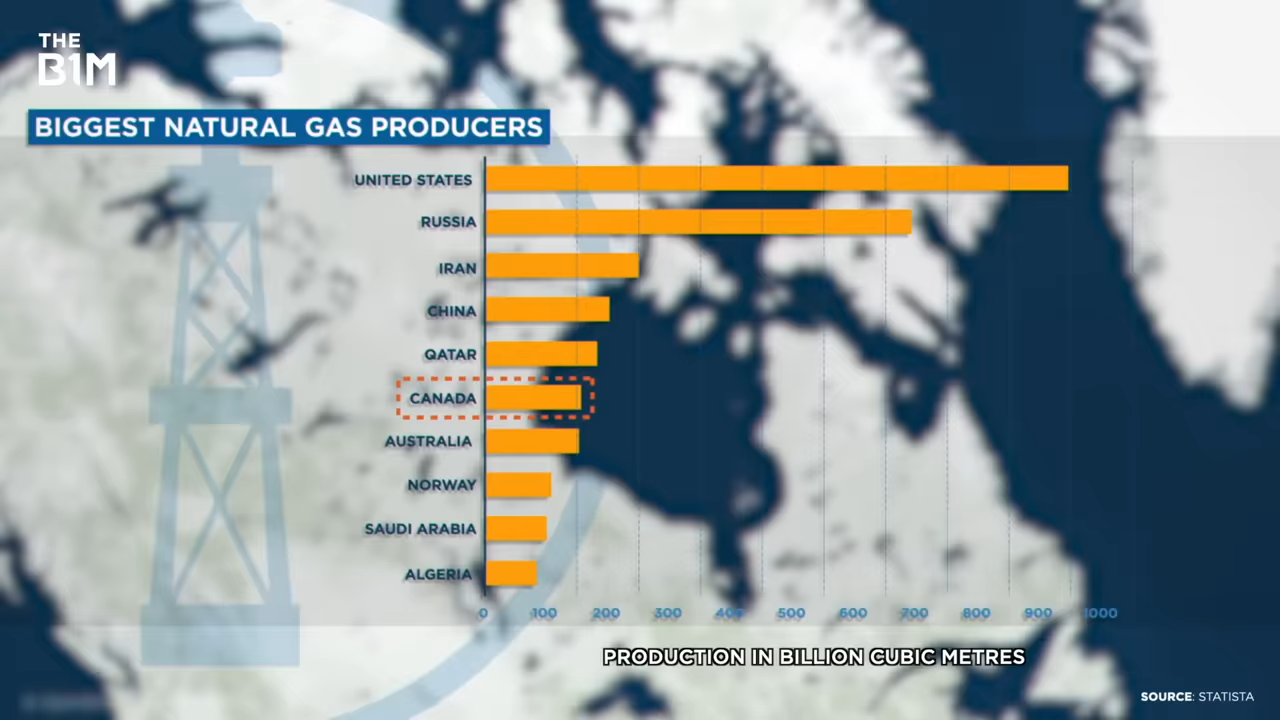 THE
B1M
BIGGEST NATURAL GAS PRODUCERS
UNITED STATES
RUSSIA
IRAN
CHINA
QATAR
CANADA
AUSTRALIA
NORWAY
SAUDI ARABIA
ALGERIA
0 100 200 300 400 500 600 700 800 900 1000
PRODUCTION IN BILLION CUBIC METRES
SOURCE: STATISTA